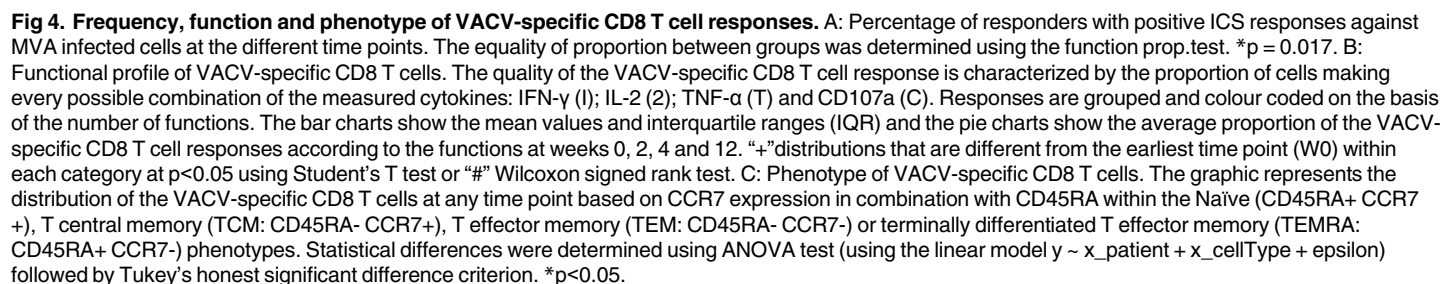 Fig 4. Frequency, function and phenotype of VACV-specific CD8 T cell responses. A: Percentage of responders with positive ICS responses against
MVA infected cells at the different time points. The equality of proportion between groups was determined using the function prop.test. *p = 0.017. B:
Functional profile of VACV-specific CD8 T cells. The quality of the VACV-specific CD8 T cell response is characterized by the proportion of cells making
every possible combination of the measured cytokines: IFN-γ (I); IL-2 (2); TNF-α (T) and CD107a (C). Responses are grouped and colour coded on the basis
of the number of functions. The bar charts show the mean values and interquartile ranges (IQR) and the pie charts show the average proportion of the VACV-
specific CD8 T cell responses according to the functions at weeks 0, 2, 4 and 12. “+”distributions that are different from the earliest time point (W0) within
each category at p<0.05 using Student’s T test or “#” Wilcoxon signed rank test. C: Phenotype of VACV-specific CD8 T cells. The graphic represents the
distribution of the VACV-specific CD8 T cells at any time point based on CCR7 expression in combination with CD45RA within the Naïve (CD45RA+ CCR7
+), T central memory (TCM: CD45RA- CCR7+), T effector memory (TEM: CD45RA- CCR7-) or terminally differentiated T effector memory (TEMRA:
CD45RA+ CCR7-) phenotypes. Statistical differences were determined using ANOVA test (using the linear model y ~ x_patient + x_cellType + epsilon)
followed by Tukey’s honest significant difference criterion. *p<0.05.